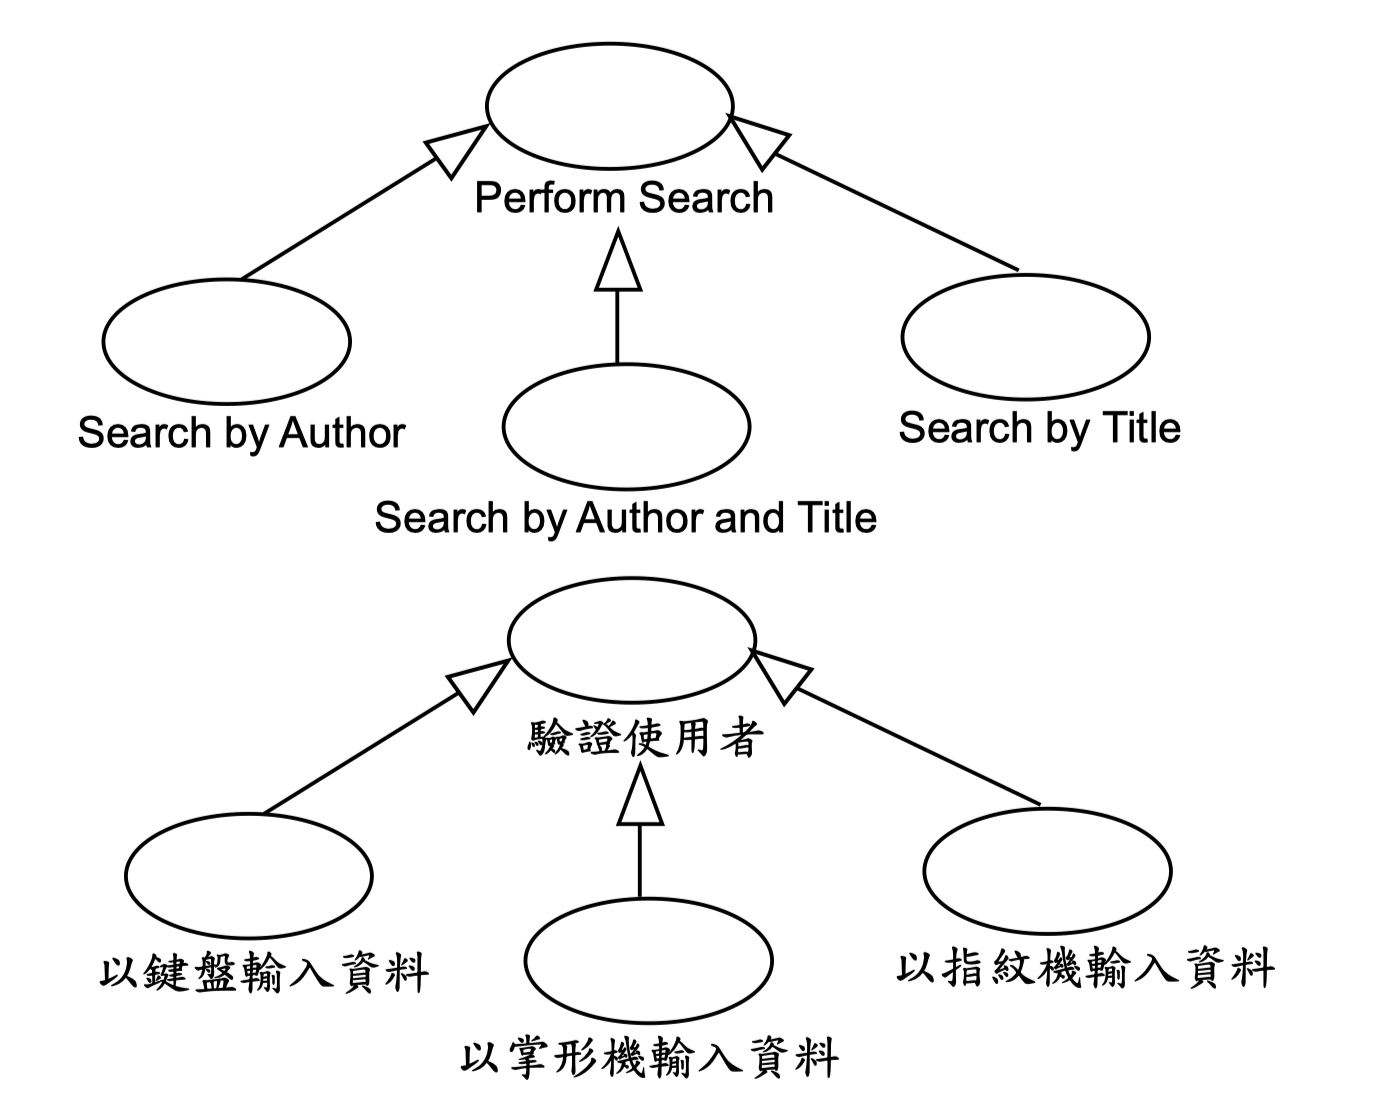 Perform Search
Search by Author
Search by Title
Search by Author and Title
驗證使用者
以鍵盤輸入資料
以指紋機輸入資料
以掌形機輸入資料